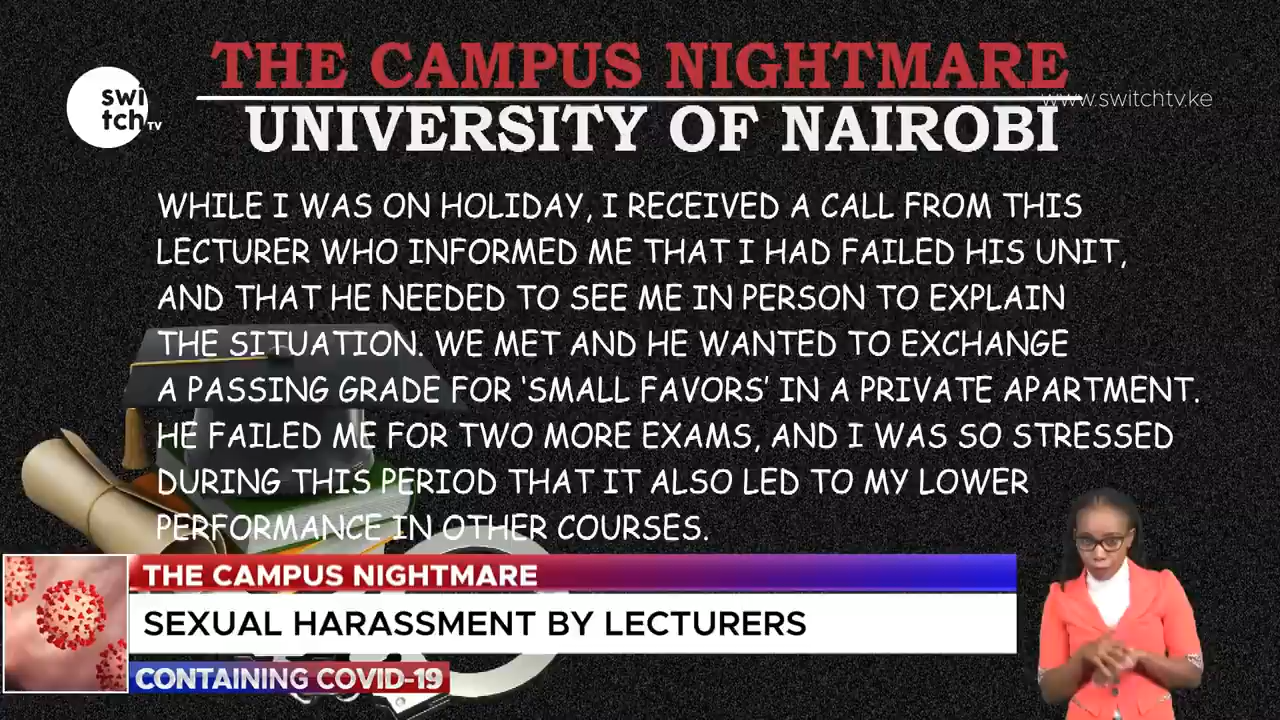 THE CAMPUS NIGHTMARE
swi
tch TV
www.switchtv.ke
UNIVERSITY OF NAIROBI
WHILE I WAS ON HOLIDAY, I RECEIVED A CALL FROM THIS
LECTURER WHO INFORMED ME THAT I HAD FAILED HIS UNIT,
AND THAT HE NEEDED TO SEE ME IN PERSON TO EXPLAIN
THE SITUATION. WE MET AND HE WANTED TO EXCHANGE
A PASSING GRADE FOR ‘SMALL FAVORS’ IN A PRIVATE APARTMENT.
HE FAILED ME FOR TWO MORE EXAMS, AND I WAS SO STRESSED
DURING THIS PERIOD THAT IT ALSO LED TO MY LOWER
PERFORMANCE IN OTHER COURSES.
THE CAMPUS NIGHTMARE
SEXUAL HARASSMENT BY LECTURERS
CONTAINING COVID-19